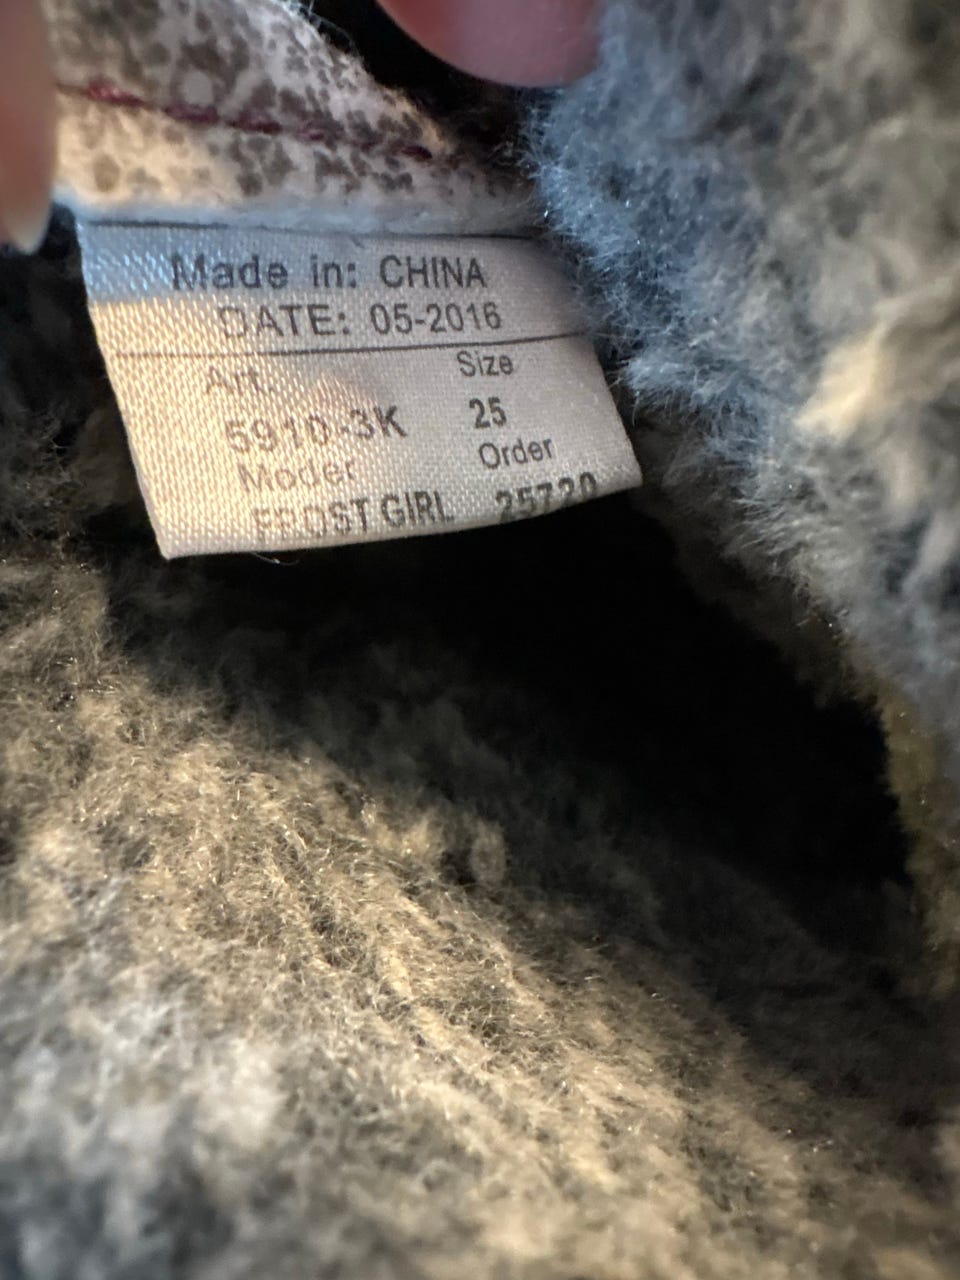 Made in: CHINA
DATE: 05-2016
Art. Size
5910-3K 25
Moder Order
FROST GIRL 25720